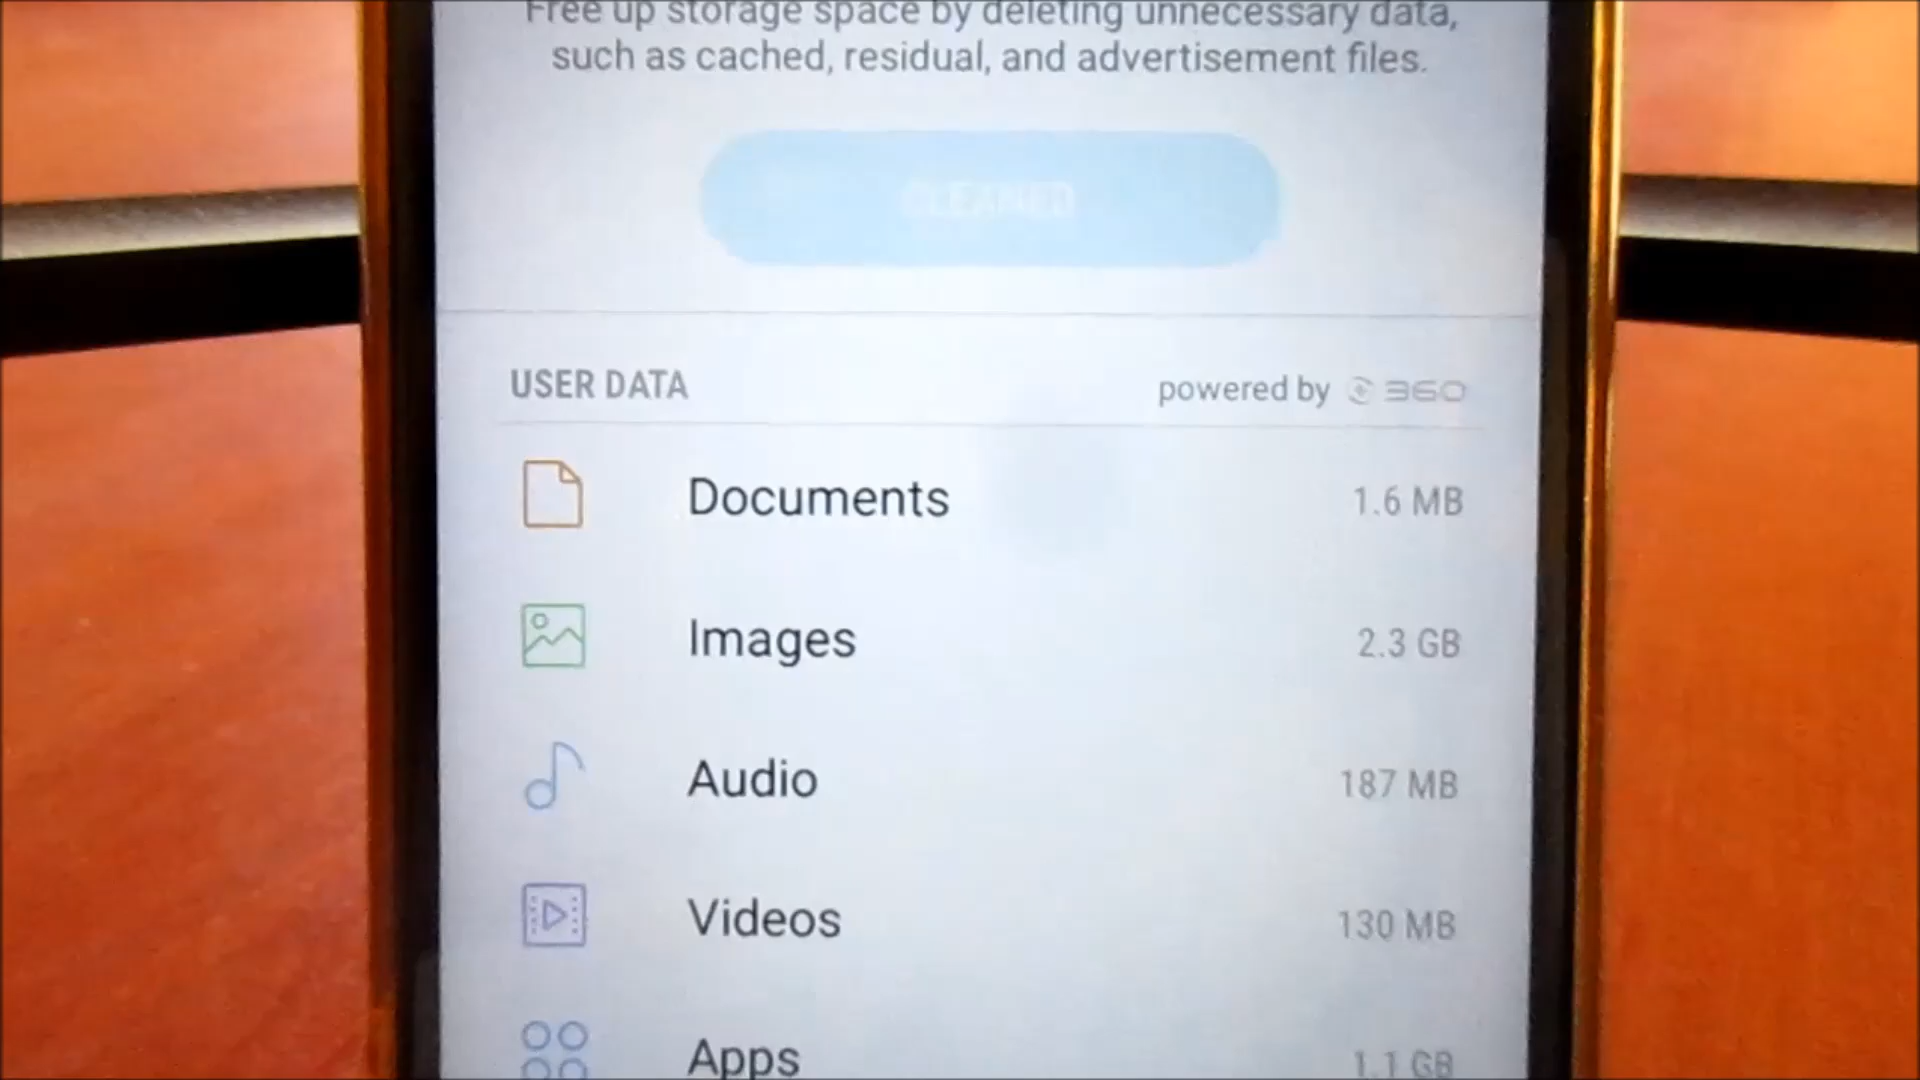 Free up storage space by deleting unnecessary data,
such as cached, residual, and advertisement files.
CLEANED
USER DATA
powered by 360
Documents 1.6 MB
Images 2.3 GB
Audio 187 MB
Videos 130 MB
Apps 1.1 GB